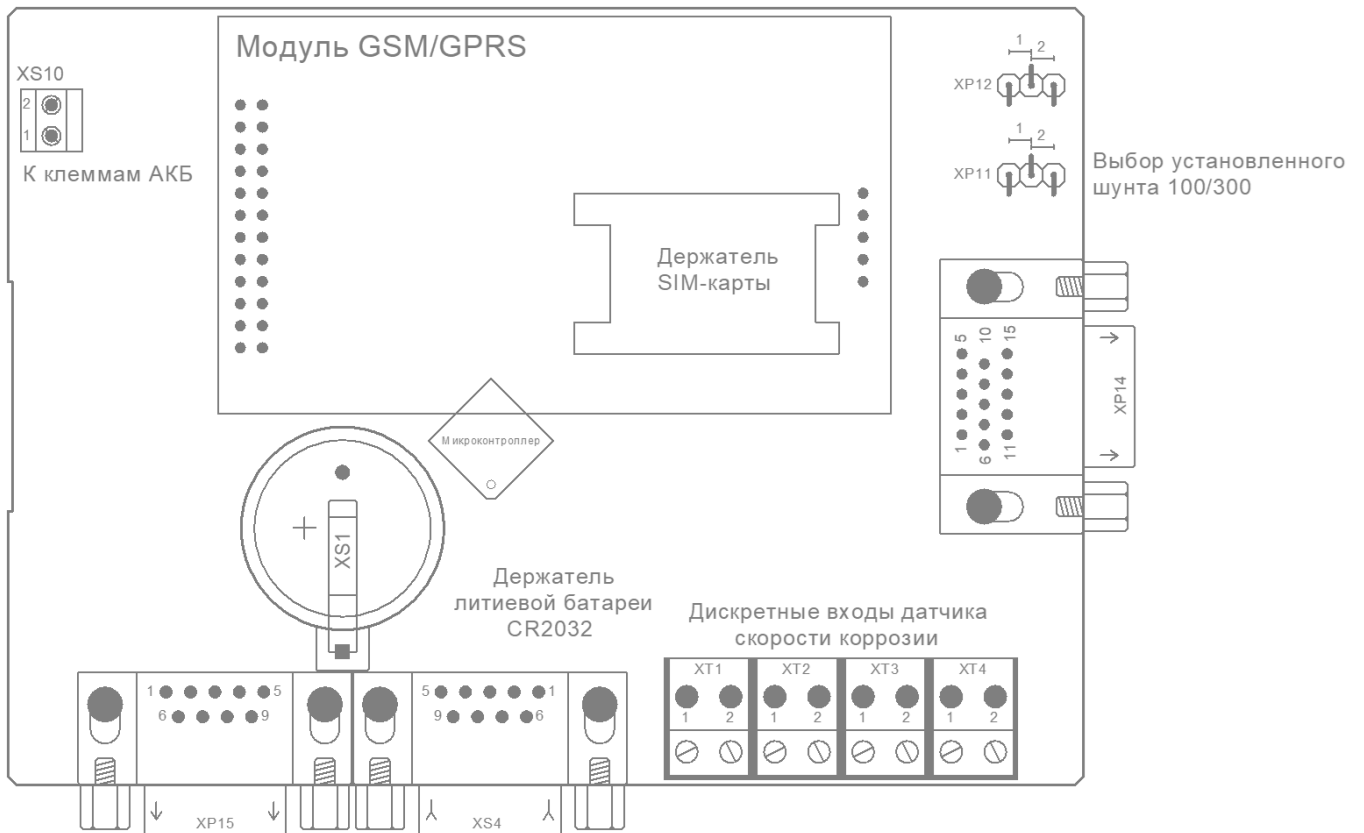 Модуль GSM/GPRS
XS10
2
1
К клеммам АКБ
1
2
XP12
1
2
XP11
Выбор установленного
шунта 100/300
Держатель
SIM-карты
5
10
15
1
6
11
XP14
Микроконтроллер
XS1
Держатель
литиевой батареи
CR2032
Дискретные входы датчика
скорости коррозии
XT1
XT2
XT3
XT4
1 2
1 2
1 2
1 2
1 5
6 9
5 1
9 6
XP15
XS4